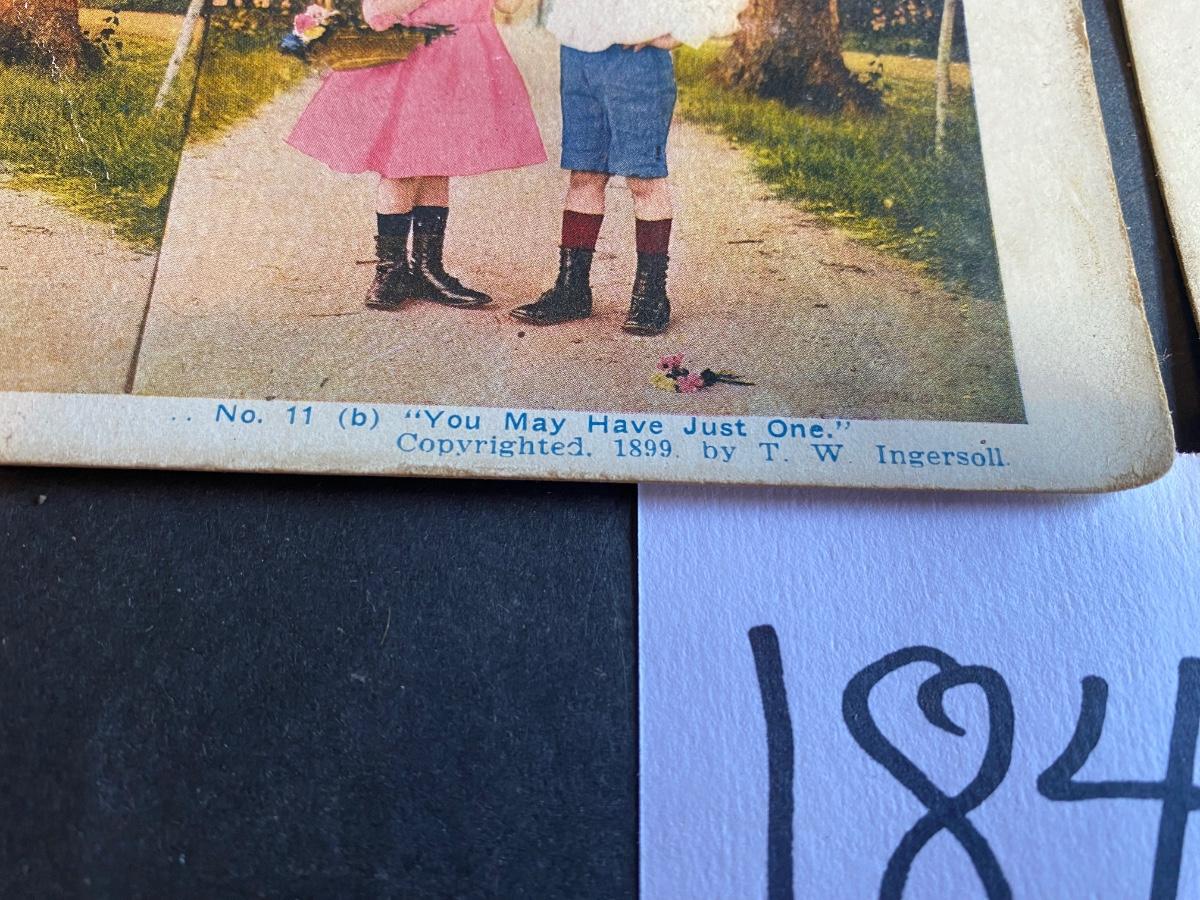 .. No. 11 (b) “You May Have Just One.”
Copyrighted, 1899. by T. W. Ingersoll.
184